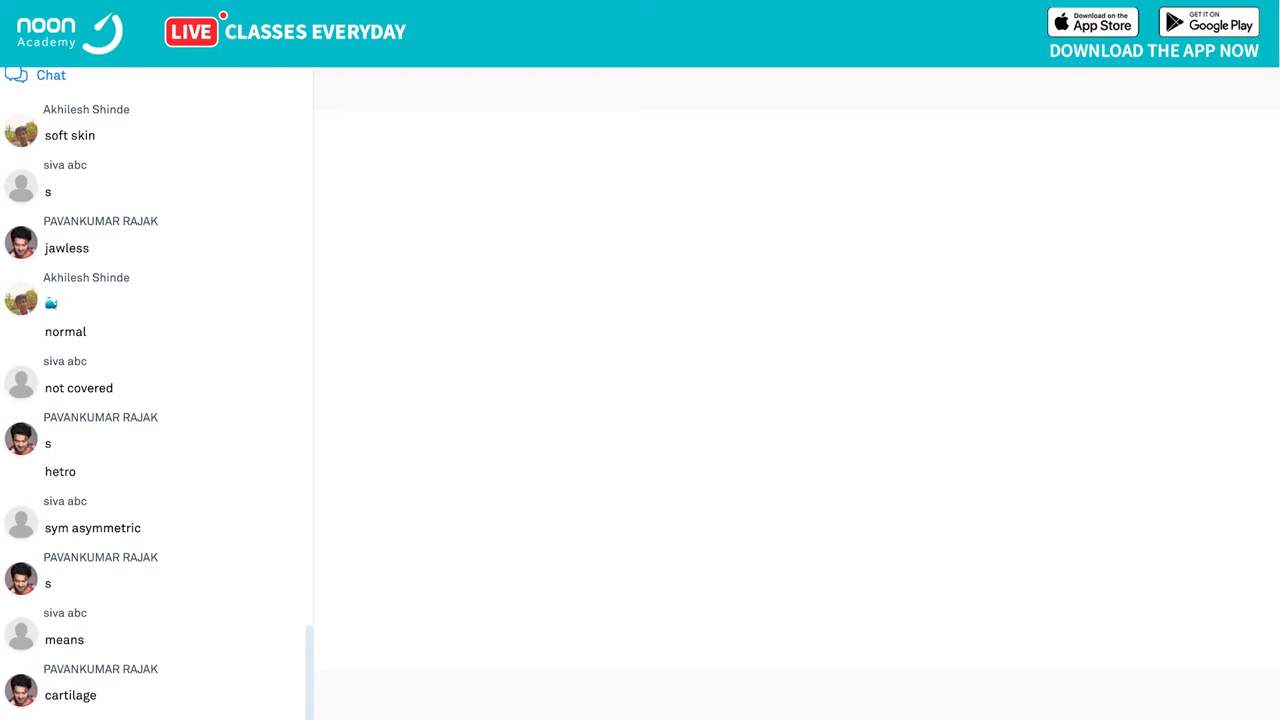 noon
Academy
LIVE CLASSES EVERYDAY
Download on the
App Store
GET IT ON
Google Play
DOWNLOAD THE APP NOW
Chat
Akhilesh Shinde
soft skin
siva abc
s
PAVANKUMAR RAJAK
jawless
Akhilesh Shinde
🐳
normal
siva abc
not covered
PAVANKUMAR RAJAK
s
hetro
siva abc
sym asymmetric
PAVANKUMAR RAJAK
s
siva abc
means
PAVANKUMAR RAJAK
cartilage